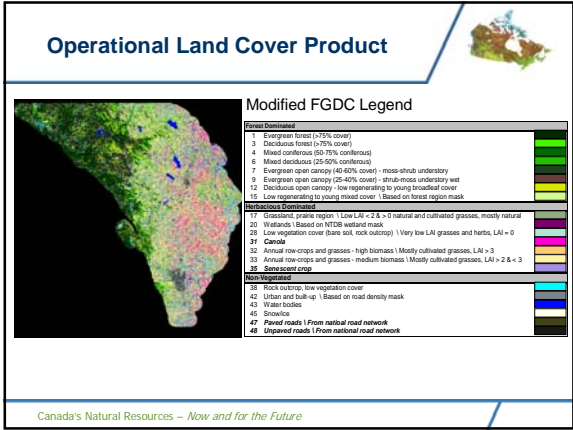 Operational Land Cover Product
Modified FGDC Legend
Forest Dominated
1 Evergreen forest (>75% cover)
3 Deciduous forest (>75% cover)
4 Mixed coniferous (50-75% coniferous)
6 Mixed deciduous (25-50% coniferous)
7 Evergreen open canopy (40-60% cover) - moss-shrub understory
9 Evergreen open canopy (25-40% cover) - shrub-moss understory wet
12 Deciduous open canopy - low regenerating to young broadleaf cover
15 Low regenerating to young mixed cover \ Based on forest region mask
Herbacious Dominated
17 Grassland, prairie region \ Low LAI < 2 & > 0 natural and cultivated grasses, mostly natural
20 Wetlands \ Based on NTDB wetland mask
28 Low vegetation cover (bare soil, rock outcrop) \ Very low LAI grasses and herbs, LAI = 0
31 Canola
32 Annual row-crops and grasses - high biomass \ Mostly cultivated grasses, LAI > 3
33 Annual row-crops and grasses - medium biomass \ Mostly cultivated grasses, LAI > 2 & < 3
35 Senescent crop
Non-Vegetated
38 Rock outcrop, low vegetation cover
42 Urban and built-up \ Based on road density mask
43 Water bodies
45 Snow/ice
47 Paved roads \ From natioal road network
48 Unpaved roads \ From national road network
Canada's Natural Resources – Now and for the Future